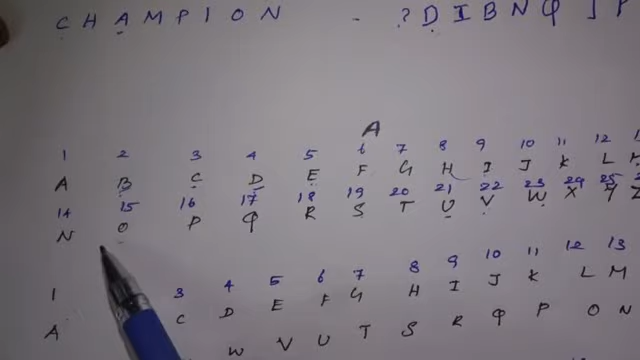 CHAMPION - ? DIBNQJP
A
1 2 3 4 5 6 7 8 9 10 11 12
A B C D E F G H I J K L M
14 15 16 17 18 19 20 21 22 23 24 25
N O P Q R S T U V W X Y Z
1 3 4 5 6 7 8 9 10 11 12 13
A C D E F G H I J K L M
W V U T S R Q P O N